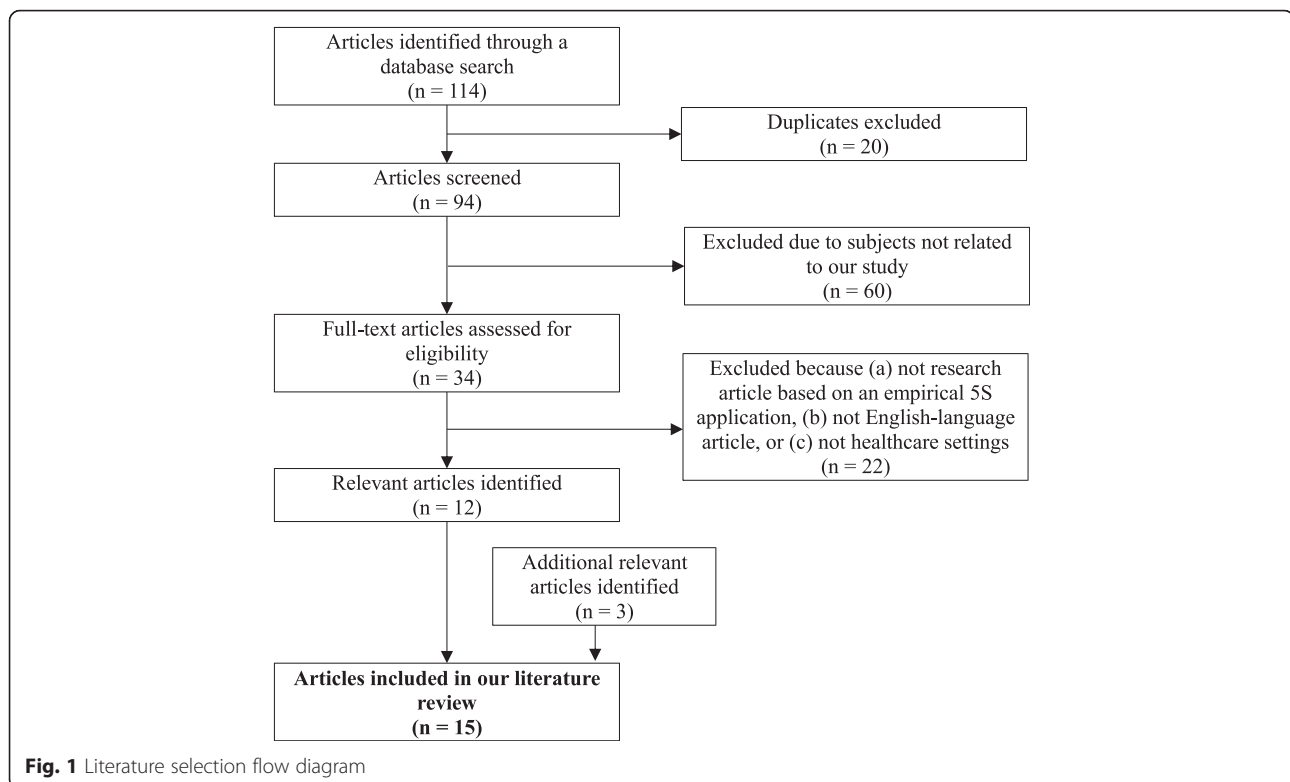 Articles identified through a
database search
(n = 114)
Duplicates excluded
(n = 20)
Articles screened
(n = 94)
Excluded due to subjects not related
to our study
(n = 60)
Full-text articles assessed for
eligibility
(n = 34)
Excluded because (a) not research
article based on an empirical 5S
application, (b) not English-language
article, or (c) not healthcare settings
(n = 22)
Relevant articles identified
(n = 12)
Additional relevant
articles identified
(n = 3)
Articles included in our literature
review
(n = 15)
Fig. 1 Literature selection flow diagram